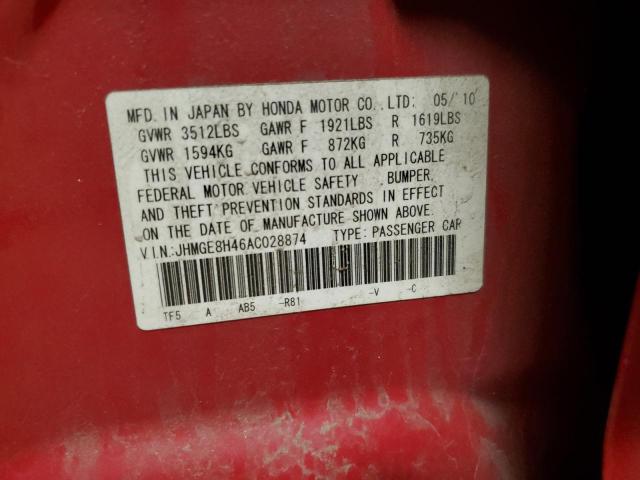 MFD. IN JAPAN BY HONDA MOTOR CO.,LTD. 05/'10
GVWR 3512LBS GAWR F 1921LBS R 1619LBS
GVWR 1594KG GAWR F 872KG R 735KG
THIS VEHICLE CONFORMS TO ALL APPLICABLE
FEDERAL MOTOR VEHICLE SAFETY ,BUMPER,
AND THEFT PREVENTION STANDARDS IN EFFECT
ON THE DATE OF MANUFACTURE SHOWN ABOVE.
V.I.N.:JHMGE8H46AC028874 TYPE: PASSENGER CAR
TF5 A AB5 -R81 -V -C